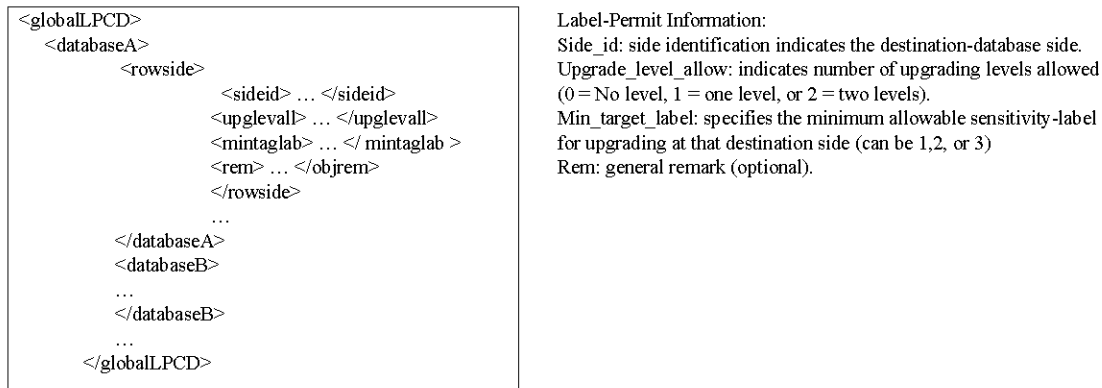 <globalLPCD>
<databaseA>
<rowside>
<sideid> … </sideid>
<upglevall> … </upglevall>
<mintaglab> … </ mintaglab >
<rem> … </objrem>
</rowside>
…
</databaseA>
<databaseB>
…
</databaseB>
…
</globalLPCD>
Label-Permit Information:
Side_id: side identification indicates the destination-database side.
Upgrade_level_allow: indicates number of upgrading levels allowed
(0 = No level, 1 = one level, or 2 = two levels).
Min_target_label: specifies the minimum allowable sensitivity-label
for upgrading at that destination side (can be 1,2, or 3)
Rem: general remark (optional).